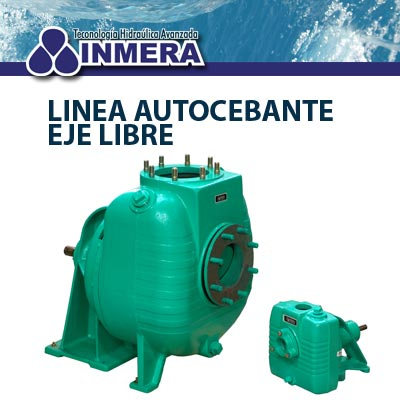 Tecnología Hidráulica Avanzada
INMERA
LINEA AUTOCEBANTE
EJE LIBRE